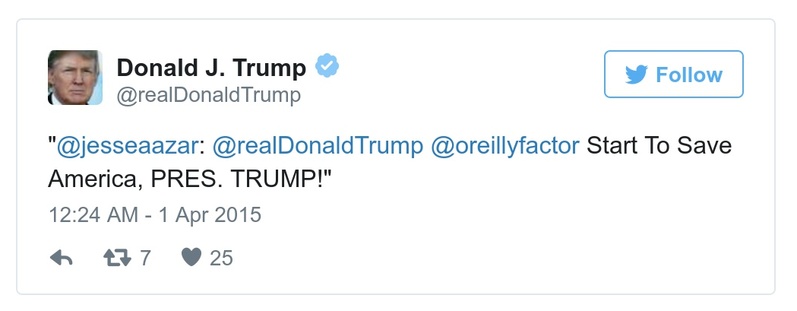 Donald J. Trump
@realDonaldTrump
Follow
"@jesseaazar: @realDonaldTrump @oreillyfactor Start To Save
America, PRES. TRUMP!"
12:24 AM - 1 Apr 2015
7 25